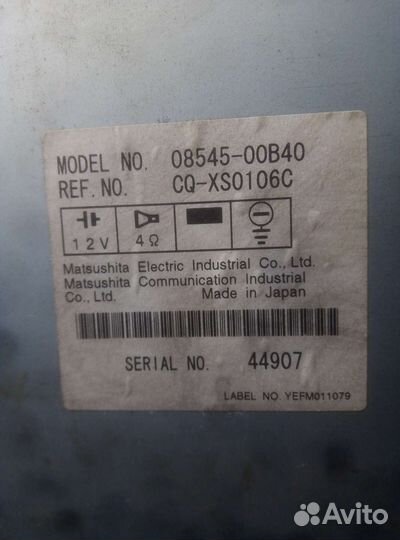 MODEL NO. 08545-00B40
REF. NO. CQ-XS0106C
12V 4Ω
Matsushita Electric Industrial Co., Ltd.
Matsushita Communication Industrial
Co., Ltd. Made in Japan
SERIAL NO. 44907
LABEL NO. YEFM011079
Avito